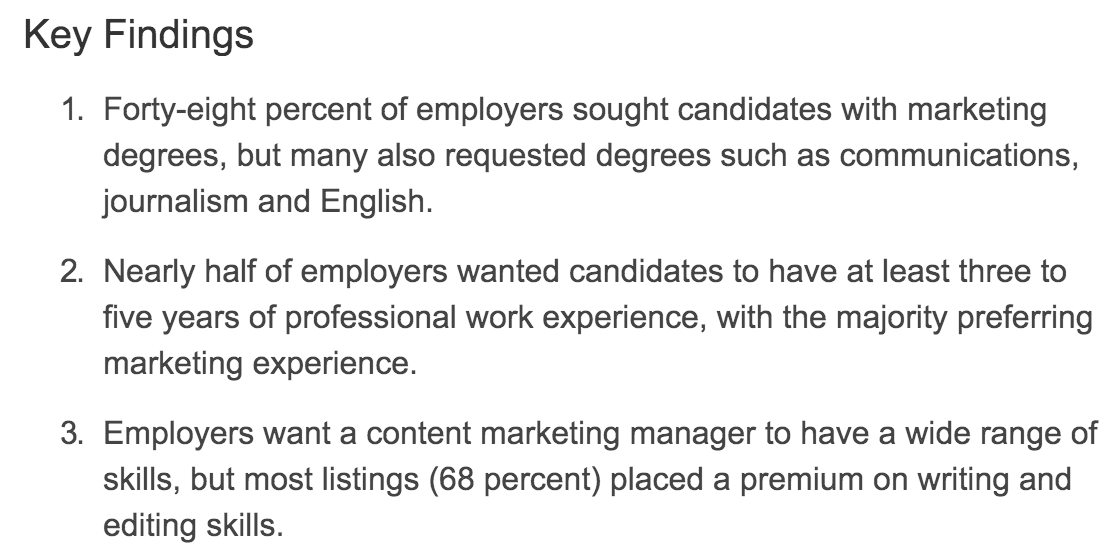 Key Findings
1. Forty-eight percent of employers sought candidates with marketing
degrees, but many also requested degrees such as communications,
journalism and English.
2. Nearly half of employers wanted candidates to have at least three to
five years of professional work experience, with the majority preferring
marketing experience.
3. Employers want a content marketing manager to have a wide range of
skills, but most listings (68 percent) placed a premium on writing and
editing skills.